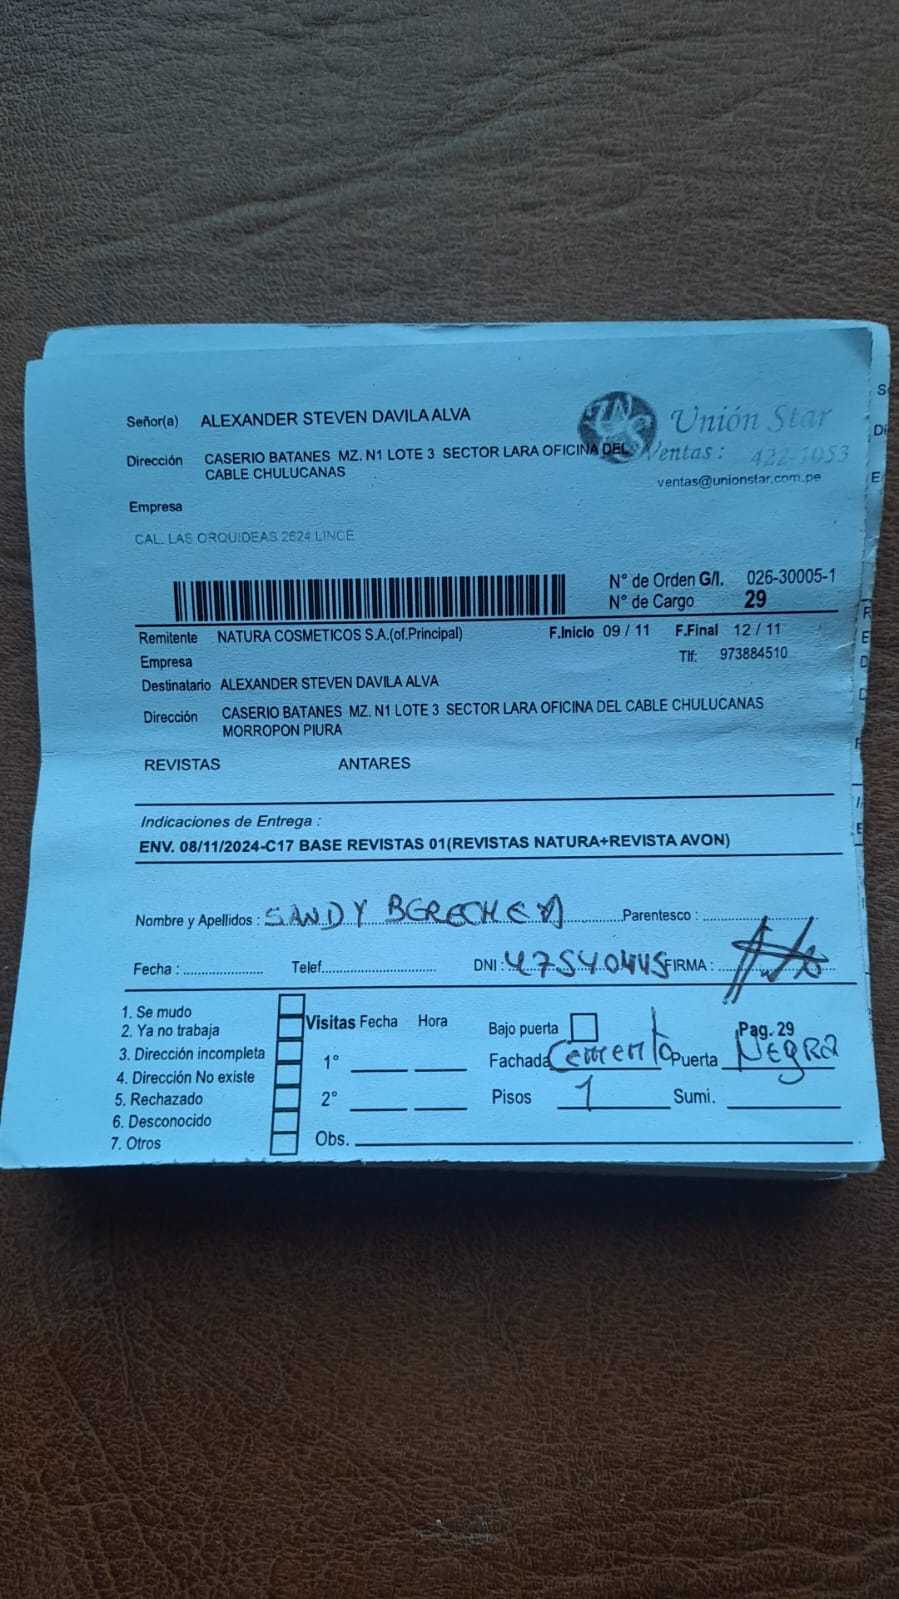 Señor(a) ALEXANDER STEVEN DAVILA ALVA
Unión Star
Dirección CASERIO BATANES MZ. N1 LOTE 3 SECTOR LARA OFICINA DEL
CABLE CHULUCANAS
Ventas: 422-1053
ventas@unionstar.com.pe
Empresa
CAL. LAS ORQUIDEAS 2624 LINCE
N° de Orden G/I. 026-30005-1
N° de Cargo 29
Remitente NATURA COSMETICOS S.A.(of.Principal) F.Inicio 09 / 11 F.Final 12 / 11
Empresa Tlf: 973884510
Destinatario ALEXANDER STEVEN DAVILA ALVA
Dirección CASERIO BATANES MZ. N1 LOTE 3 SECTOR LARA OFICINA DEL CABLE CHULUCANAS
MORROPON PIURA
REVISTAS ANTARES
Indicaciones de Entrega :
ENV. 08/11/2024-C17 BASE REVISTAS 01(REVISTAS NATURA+REVISTA AVON)
Nombre y Apellidos : SANDY Parentesco :
Fecha : Telef. DNI : 47540445 FIRMA :
1. Se mudo
2. Ya no trabaja
3. Dirección incompleta
4. Dirección No existe
5. Rechazado
6. Desconocido
7. Otros
Visitas Fecha Hora
1°
2°
Obs.
Bajo puerta Pag. 29
Fachada Cemento Puerta NEGRA
Pisos 1 Sumi.